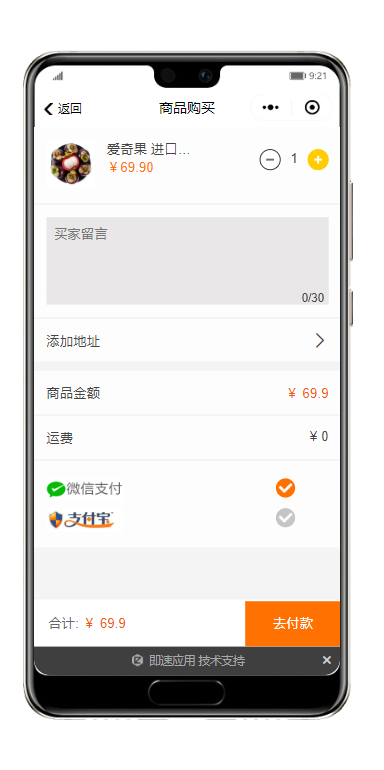 9:21
返回 商品购买
爱奇果 进口...
￥69.90
1
买家留言
0/30
添加地址
商品金额 ￥ 69.9
运费 ￥0
微信支付
支付宝
合计: ￥ 69.9 去付款
即速应用 技术支持